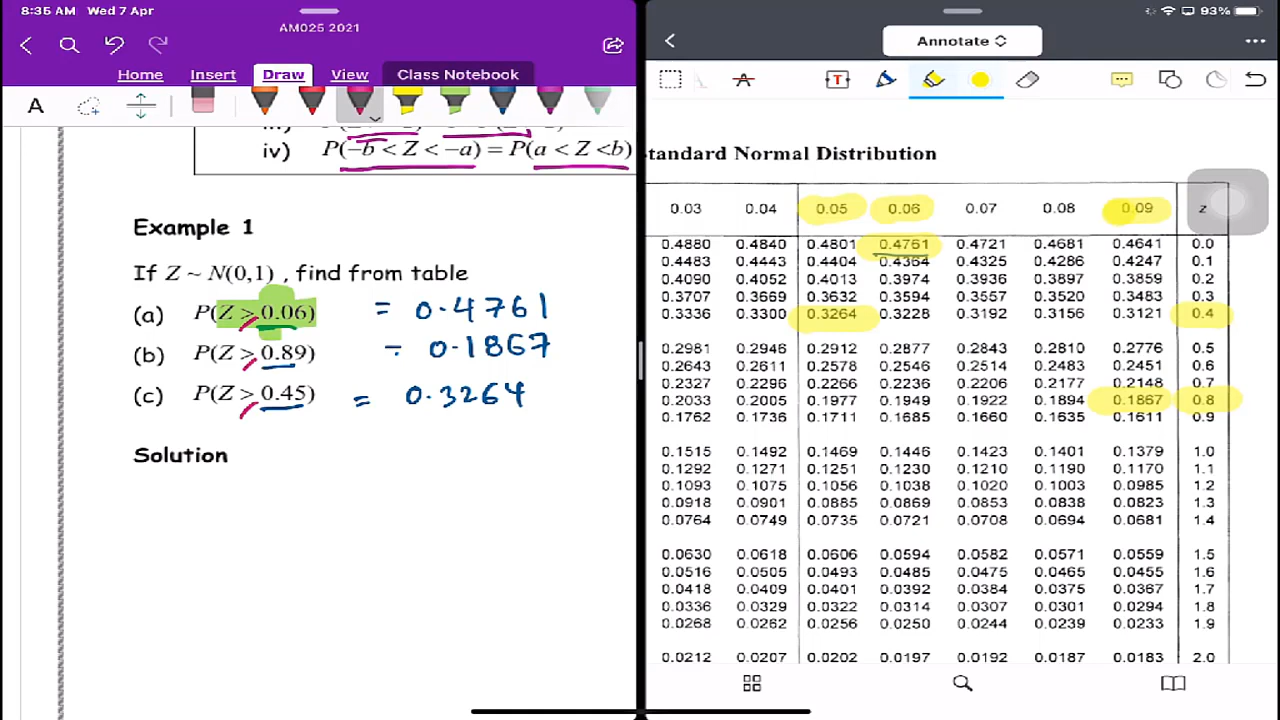 8:35 AM Wed 7 Apr
AM025 2021
Home Insert Draw View Class Notebook
A
iv) P(−b < Z < −a) = P(a < Z <b)
Example 1
If Z ~ N(0,1) , find from table
(a) P(Z > 0.06) = 0.4761
(b) P(Z > 0.89) = 0.1867
(c) P(Z > 0.45) = 0.3264
Solution
93%
Annotate
T
Standard Normal Distribution
0.03 0.04 0.05 0.06 0.07 0.08 0.09 z
0.4880 0.4840 0.4801 0.4761 0.4721 0.4681 0.4641 0.0
0.4483 0.4443 0.4404 0.4364 0.4325 0.4286 0.4247 0.1
0.4090 0.4052 0.4013 0.3974 0.3936 0.3897 0.3859 0.2
0.3707 0.3669 0.3632 0.3594 0.3557 0.3520 0.3483 0.3
0.3336 0.3300 0.3264 0.3228 0.3192 0.3156 0.3121 0.4
0.2981 0.2946 0.2912 0.2877 0.2843 0.2810 0.2776 0.5
0.2643 0.2611 0.2578 0.2546 0.2514 0.2483 0.2451 0.6
0.2327 0.2296 0.2266 0.2236 0.2206 0.2177 0.2148 0.7
0.2033 0.2005 0.1977 0.1949 0.1922 0.1894 0.1867 0.8
0.1762 0.1736 0.1711 0.1685 0.1660 0.1635 0.1611 0.9
0.1515 0.1492 0.1469 0.1446 0.1423 0.1401 0.1379 1.0
0.1292 0.1271 0.1251 0.1230 0.1210 0.1190 0.1170 1.1
0.1093 0.1075 0.1056 0.1038 0.1020 0.1003 0.0985 1.2
0.0918 0.0901 0.0885 0.0869 0.0853 0.0838 0.0823 1.3
0.0764 0.0749 0.0735 0.0721 0.0708 0.0694 0.0681 1.4
0.0630 0.0618 0.0606 0.0594 0.0582 0.0571 0.0559 1.5
0.0516 0.0505 0.0493 0.0485 0.0475 0.0465 0.0455 1.6
0.0418 0.0409 0.0401 0.0392 0.0384 0.0375 0.0367 1.7
0.0336 0.0329 0.0322 0.0314 0.0307 0.0301 0.0294 1.8
0.0268 0.0262 0.0256 0.0250 0.0244 0.0239 0.0233 1.9
0.0212 0.0207 0.0202 0.0197 0.0192 0.0187 0.0183 2.0